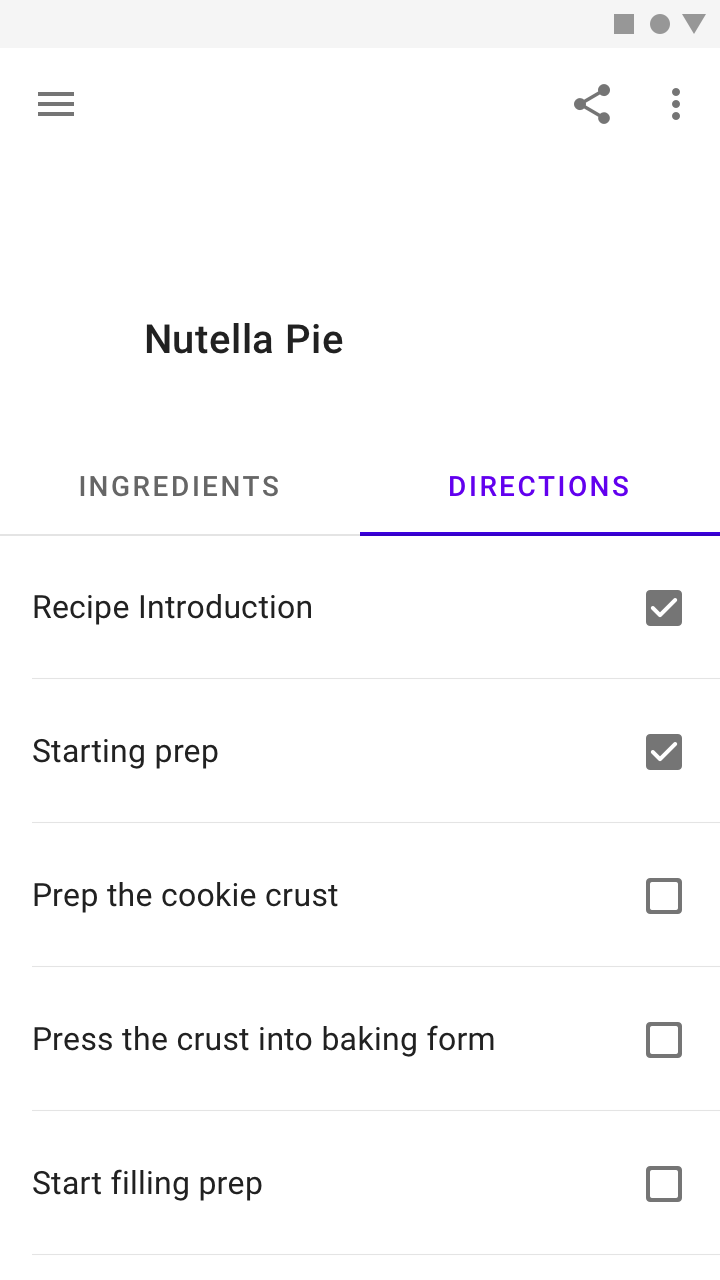 Nutella Pie
INGREDIENTS
DIRECTIONS
Recipe Introduction
Starting prep
Prep the cookie crust
Press the crust into baking form
Start filling prep